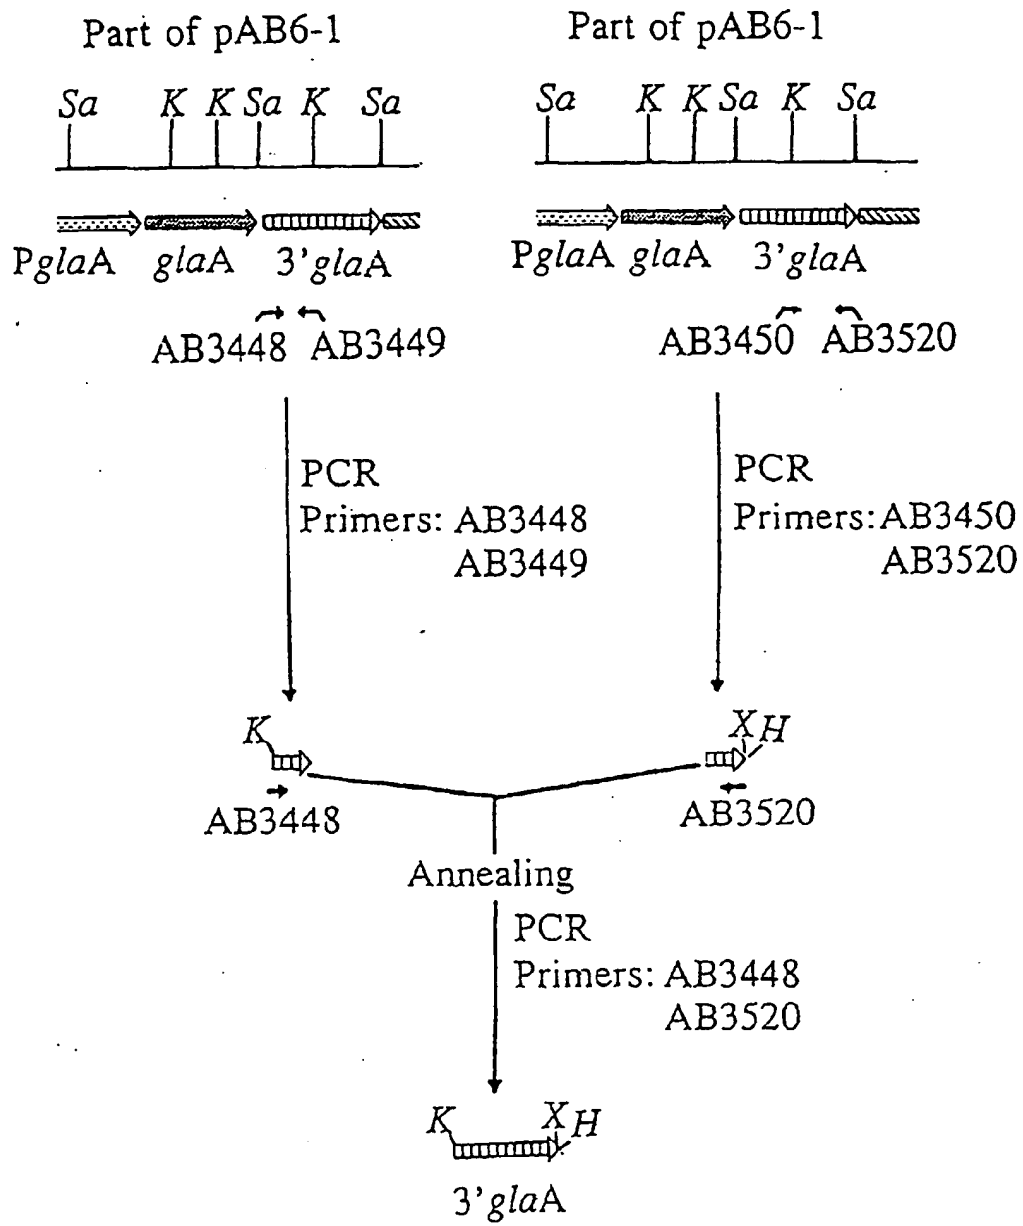 Part of pAB6-1
Part of pAB6-1
Sa K K Sa K Sa
Sa K K Sa K Sa
PglaA glaA 3'glaA
PglaA glaA 3'glaA
AB3448 AB3449
AB3450 AB3520
PCR
Primers: AB3448
AB3449
PCR
Primers: AB3450
AB3520
K
X H
AB3448
AB3520
Annealing
PCR
Primers: AB3448
AB3520
K X H
3'glaA